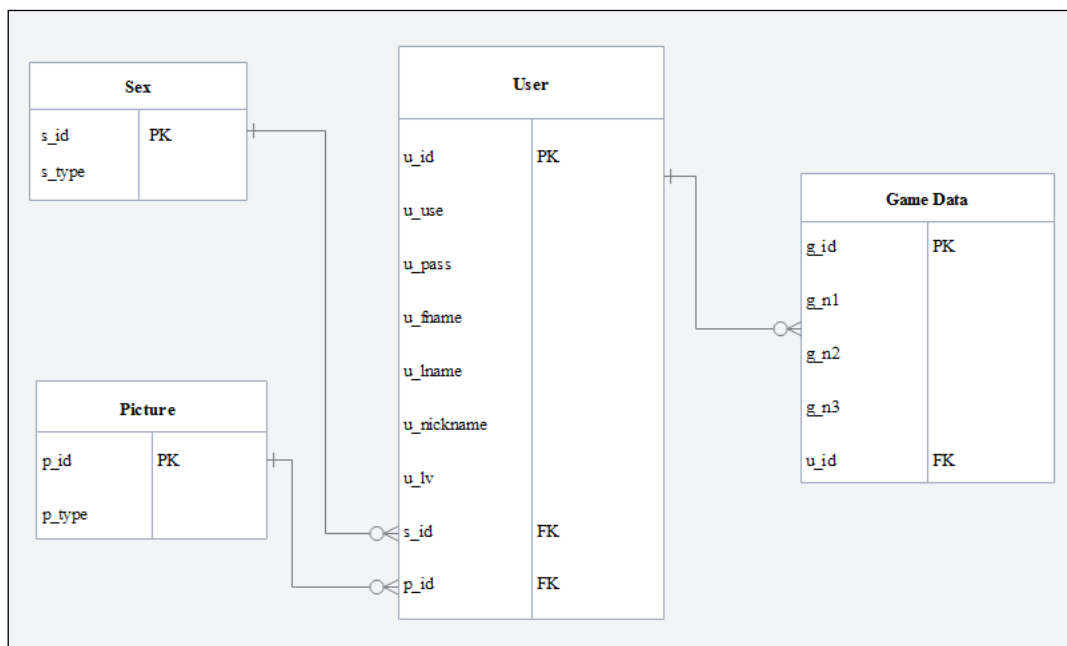 Sex
s_id PK
s_type
User
u_id PK
u_use
u_pass
u_fname
u_lname
u_nickname
u_lv
s_id FK
p_id FK
Picture
p_id PK
p_type
Game Data
g_id PK
g_n1
g_n2
g_n3
u_id FK